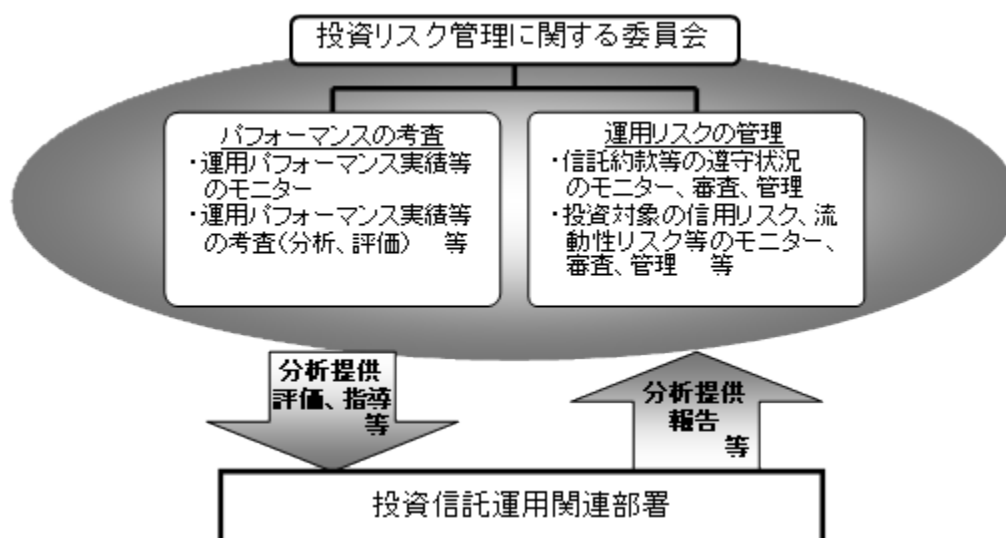 投資リスク管理に関する委員会
パフォーマンスの考査
・運用パフォーマンス実績等
のモニター
・運用パフォーマンス実績等
の考査(分析、評価) 等
運用リスクの管理
・信託約款等の遵守状況
のモニター、審査、管理
・投資対象の信用リスク、流
動性リスク等のモニター、
審査、管理 等
分析提供
評価、指導
等
分析提供
報告
等
投資信託運用関連部署